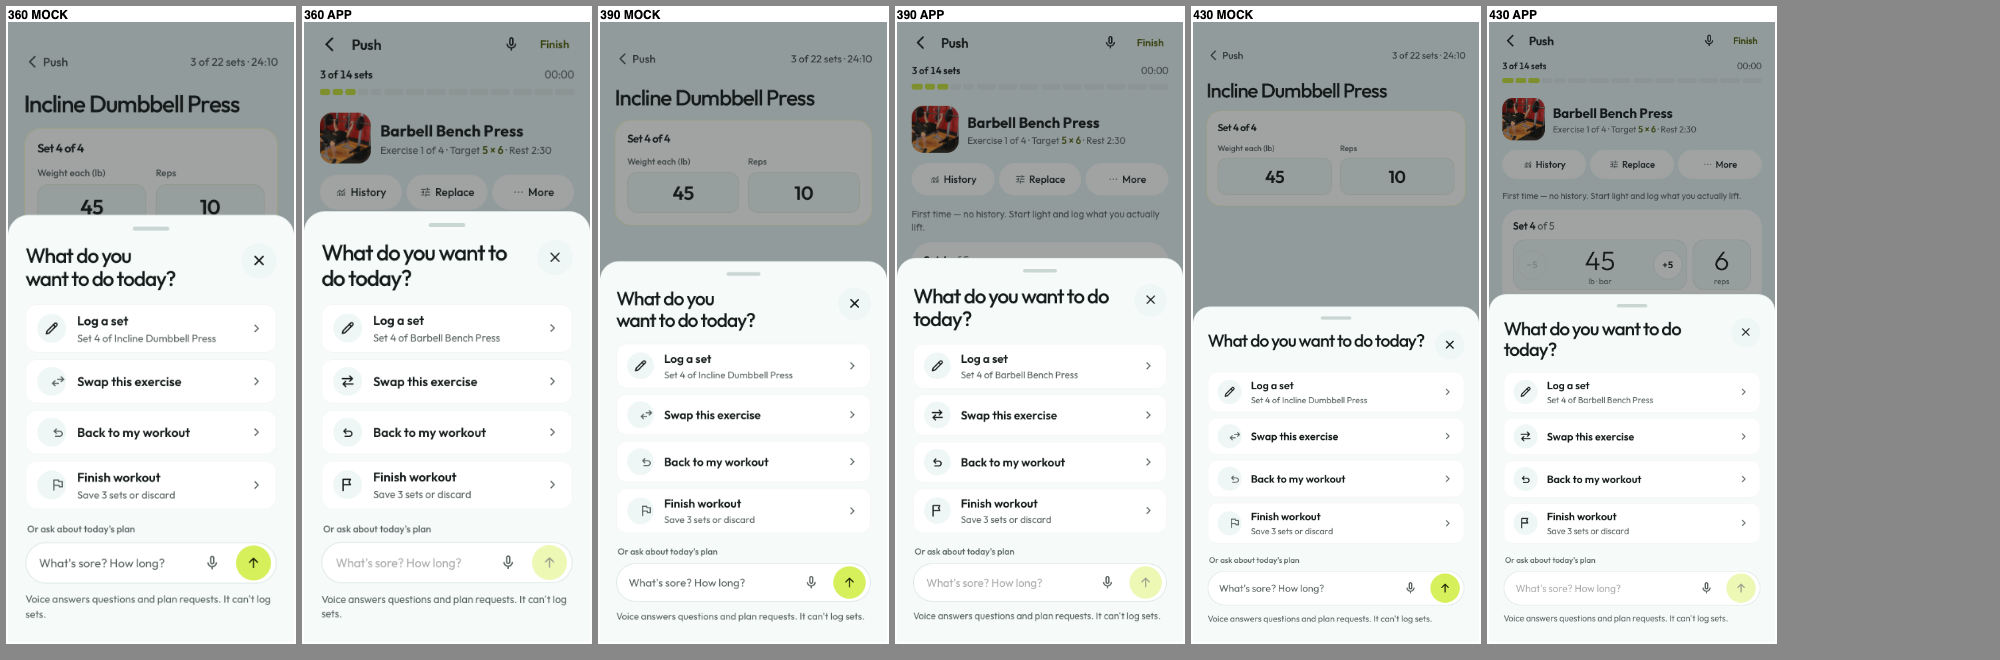 360 MOCK
Push
3 of 22 sets · 24:10
Incline Dumbbell Press
Set 4 of 4
Weight each (lb)
Reps
45
10
What do you
want to do today?
Log a set
Set 4 of Incline Dumbbell Press
Swap this exercise
Back to my workout
Finish workout
Save 3 sets or discard
Or ask about today's plan
What's sore? How long?
Voice answers questions and plan requests. It can't log
sets.
360 APP
Push
Finish
3 of 14 sets
00:00
Barbell Bench Press
Exercise 1 of 4 · Target 5 × 6 · Rest 2:30
History
Replace
More
What do you want to
do today?
Log a set
Set 4 of Barbell Bench Press
Swap this exercise
Back to my workout
Finish workout
Save 3 sets or discard
Or ask about today's plan
What's sore? How long?
Voice answers questions and plan requests. It can't log
sets.
390 MOCK
Push
3 of 22 sets · 24:10
Incline Dumbbell Press
Set 4 of 4
Weight each (lb)
Reps
45
10
What do you
want to do today?
Log a set
Set 4 of Incline Dumbbell Press
Swap this exercise
Back to my workout
Finish workout
Save 3 sets or discard
Or ask about today's plan
What's sore? How long?
Voice answers questions and plan requests. It can't log sets.
390 APP
Push
Finish
3 of 14 sets
00:00
Barbell Bench Press
Exercise 1 of 4 · Target 5 × 6 · Rest 2:30
History
Replace
More
First time — no history. Start light and log what you actually
lift.
What do you want to do
today?
Log a set
Set 4 of Barbell Bench Press
Swap this exercise
Back to my workout
Finish workout
Save 3 sets or discard
Or ask about today's plan
What's sore? How long?
Voice answers questions and plan requests. It can't log sets.
430 MOCK
Push
3 of 22 sets · 24:10
Incline Dumbbell Press
Set 4 of 4
Weight each (lb)
Reps
45
10
What do you want to do today?
Log a set
Set 4 of Incline Dumbbell Press
Swap this exercise
Back to my workout
Finish workout
Save 3 sets or discard
Or ask about today's plan
What's sore? How long?
Voice answers questions and plan requests. It can't log sets.
430 APP
Push
Finish
3 of 14 sets
00:00
Barbell Bench Press
Exercise 1 of 4 · Target 5 × 6 · Rest 2:30
History
Replace
More
First time — no history. Start light and log what you actually lift.
Set 4 of 5
−5
45
+5
6
lb · bar
reps
What do you want to do
today?
Log a set
Set 4 of Barbell Bench Press
Swap this exercise
Back to my workout
Finish workout
Save 3 sets or discard
Or ask about today's plan
What's sore? How long?
Voice answers questions and plan requests. It can't log sets.